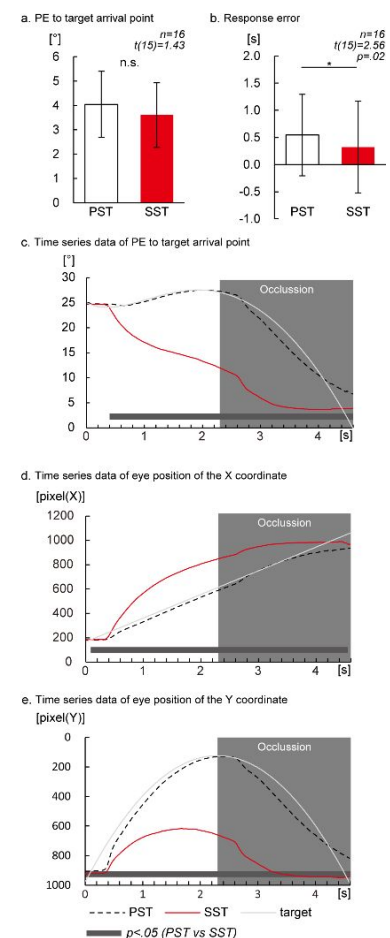 a. PE to target arrival point
[°]
n=16
t(15)=1.43
n.s.
6
5
4
3
2
1
0
PST SST
b. Response error
[s]
n=16
t(15)=2.56
p=.02
*
2.0
1.5
1.0
0.5
0.0
-0.5
-1.0
PST SST
c. Time series data of PE to target arrival point
[°]
Occlussion
30
25
20
15
10
5
0
0 1 2 3 4 [s]
d. Time series data of eye position of the X coordinate
[pixel(X)]
Occlussion
1200
1000
800
600
400
200
0
0 1 2 3 4 [s]
e. Time series data of eye position of the Y coordinate
[pixel(Y)]
Occlussion
0
200
400
600
800
1000
0 1 2 3 4 [s]
PST SST target
p<.05 (PST vs SST)